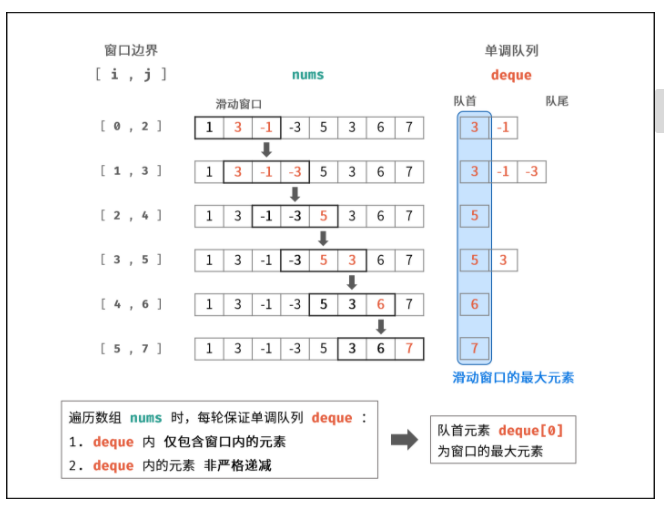 窗口边界 单调队列
[ i , j ] nums deque
滑动窗口 队首 队尾
[ 0 , 2 ] 1 3 -1 -3 5 3 6 7 3 -1
[ 1 , 3 ] 1 3 -1 -3 5 3 6 7 3 -1 -3
[ 2 , 4 ] 1 3 -1 -3 5 3 6 7 5
[ 3 , 5 ] 1 3 -1 -3 5 3 6 7 5 3
[ 4 , 6 ] 1 3 -1 -3 5 3 6 7 6
[ 5 , 7 ] 1 3 -1 -3 5 3 6 7 7
滑动窗口的最大元素
遍历数组 nums 时，每轮保证单调队列 deque ：
1. deque 内 仅包含窗口内的元素
2. deque 内的元素 非严格递减
队首元素 deque[0]
为窗口的最大元素